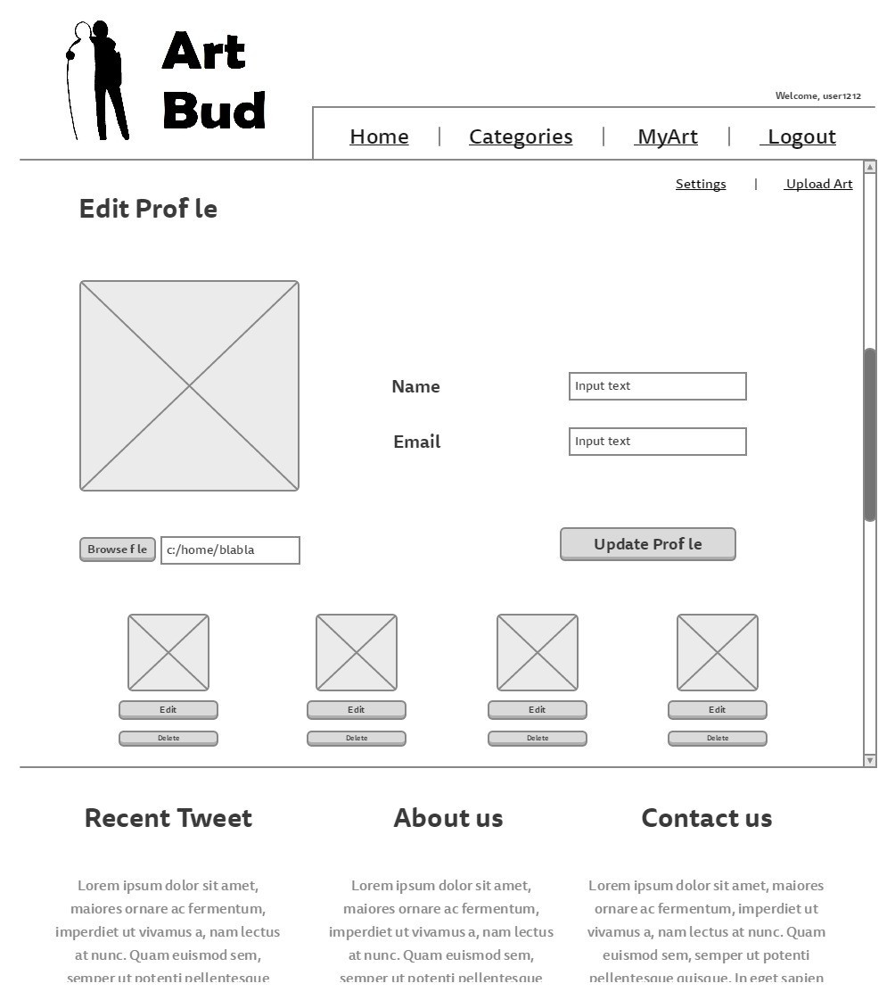 Art
Bud
Welcome, user1212
Home | Categories | MyArt | Logout
Settings | Upload Art
Edit Prof le
Name Input text
Email Input text
Browse f le c:/home/blabla
Update Prof le
Edit Edit Edit Edit
Delete Delete Delete Delete
Recent Tweet
Lorem ipsum dolor sit amet,
maiores ornare ac fermentum,
imperdiet ut vivamus a, nam lectus
at nunc. Quam euismod sem,
semper ut potenti pellentesque
About us
Lorem ipsum dolor sit amet,
maiores ornare ac fermentum,
imperdiet ut vivamus a, nam lectus
at nunc. Quam euismod sem,
semper ut potenti pellentesque
Contact us
Lorem ipsum dolor sit amet, maiores
ornare ac fermentum, imperdiet ut
vivamus a, nam lectus at nunc. Quam
euismod sem, semper ut potenti
pellentesque quisque. In eget sapien